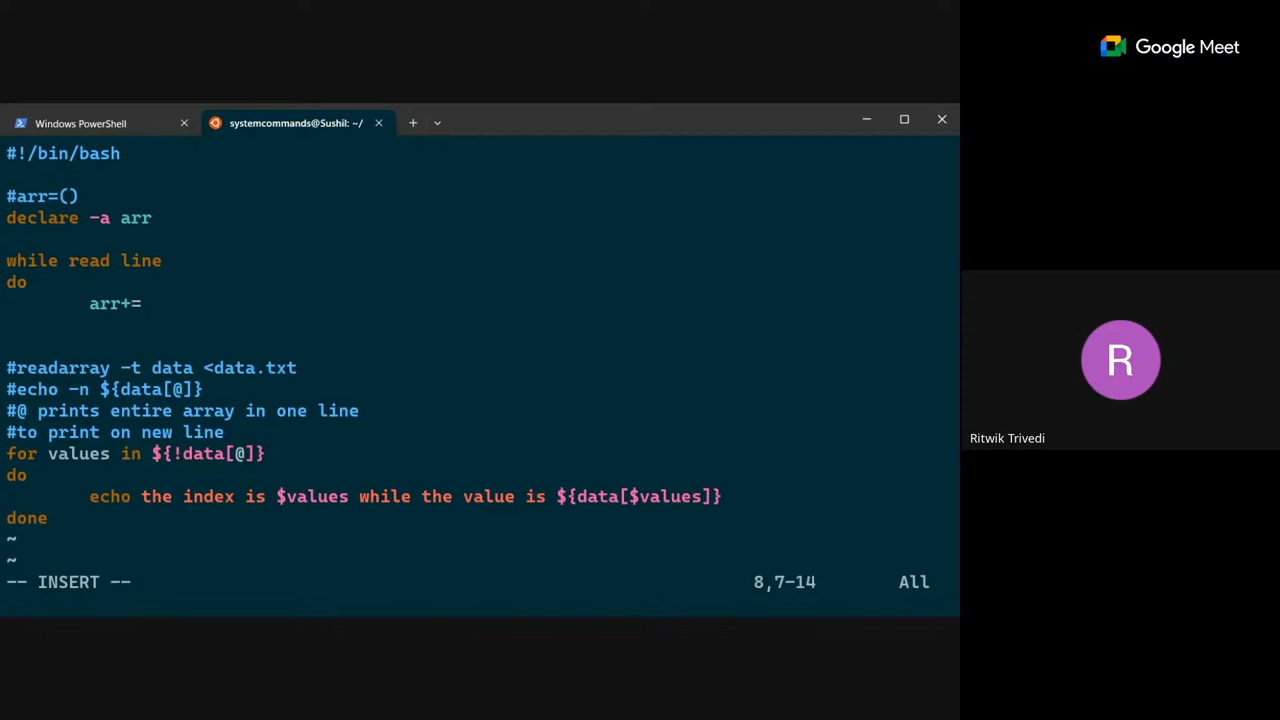 Google Meet
Windows PowerShell
systemcommands@Sushil: ~/
#!/bin/bash
#arr=()
declare -a arr
while read line
do
arr+=
#readarray -t data <data.txt
#echo -n ${data[@]}
#@ prints entire array in one line
#to print on new line
for values in ${!data[@]}
do
echo the index is $values while the value is ${data[$values]}
done
~
~
-- INSERT -- 8,7-14 All
R
Ritwik Trivedi